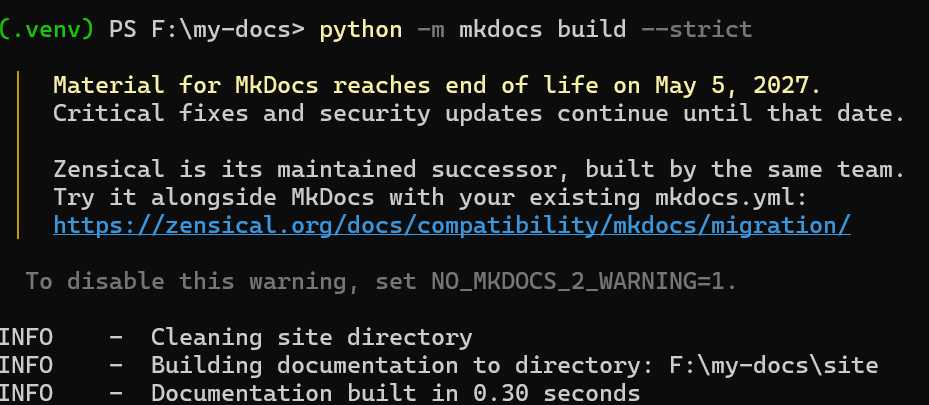 (.venv) PS F:\my-docs> python -m mkdocs build --strict
Material for MkDocs reaches end of life on May 5, 2027.
Critical fixes and security updates continue until that date.
Zensical is its maintained successor, built by the same team.
Try it alongside MkDocs with your existing mkdocs.yml:
https://zensical.org/docs/compatibility/mkdocs/migration/
To disable this warning, set NO_MKDOCS_2_WARNING=1.
INFO    -  Cleaning site directory
INFO    -  Building documentation to directory: F:\my-docs\site
INFO    -  Documentation built in 0.30 seconds